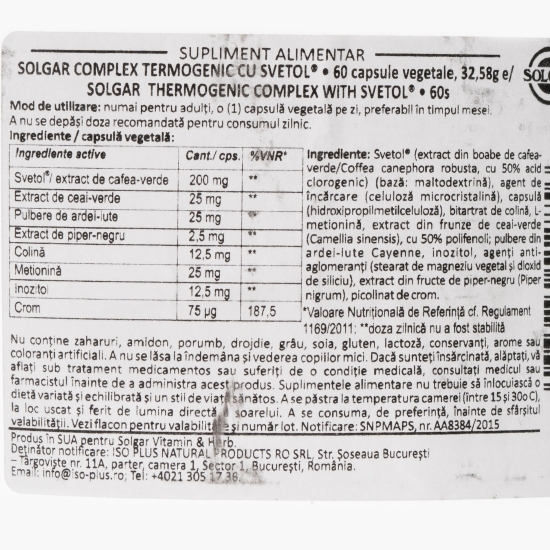 SUPLIMENT ALIMENTAR
SOLGAR COMPLEX TERMOGENIC CU SVETOL® • 60 capsule vegetale, 32,58g e/
SOLGAR THERMOGENIC COMPLEX WITH SVETOL® • 60s
SOLG
Mod de utilizare: numai pentru adulți, o (1) capsulă vegetală pe zi, preferabil în timpul mesei.
A nu se depăși doza recomandată pentru consumul zilnic.
Ingrediente / capsulă vegetală:
Ingrediente active Cant./ cps. %VNR*
Svetol®/ extract de cafea-verde 200 mg **
Extract de ceai-verde 25 mg **
Pulbere de ardei-iute 25 mg **
Extract de piper-negru 2,5 mg **
Colină 12,5 mg **
Metionină 25 mg **
Inozitol 12,5 mg **
Crom 75 µg 187,5
Ingrediente: Svetol® (extract din boabe de cafea-
verde/Coffea canephora robusta, cu 50% acid
clorogenic) (bază: maltodextrină), agent de
încărcare (celuloză microcristalină), capsulă
(hidroxipropilmetilceluloză), bitartrat de colină, L-
metionină, extract din frunze de ceai-verde
(Camellia sinensis), cu 50% polifenoli; pulbere din
ardei-iute Cayenne, inozitol, agenți anti-
aglomeranți (stearat de magneziu vegetal și dioxid
de siliciu), extract din fructe de piper-negru (Piper
nigrum), picolinat de crom.
*Valoare Nutrițională de Referință cf. Regulament
1169/2011; **doza zilnică nu a fost stabilită
Nu conține zaharuri, amidon, porumb, drojdie, grâu, soia, gluten, lactoză, conservanți, arome sau
coloranți artificiali. A nu se lăsa la îndemâna și vederea copiilor mici. Dacă sunteți însărcinată, alăptați, vă
aflați sub tratament medicamentos sau suferiți de o condiție medicală, consultați medicul sau
farmacistul înainte de a administra acest produs. Suplimentele alimentare nu trebuie să înlocuiască o
dietă variată și echilibrată și un stil de viață sănătos. A se păstra la temperatura camerei (între 15 și 30o C),
la loc uscat și ferit de lumina directă a soarelui. A se consuma, de preferință, înainte de sfârșitul
valabilității. Vezi flacon pentru valabilitate și număr lot. Notificare: SNPMAPS, nr. AA8384/2015
Produs în SUA pentru Solgar Vitamin & Herb.
Deținător notificare: ISO PLUS NATURAL PRODUCTS RO SRL, Str. Șoseaua București
– Târgoviște nr. 11A, parter, camera 1, Sector 1, București, România.
Email: info@iso-plus.ro; Tel: +4021 305 17 36.